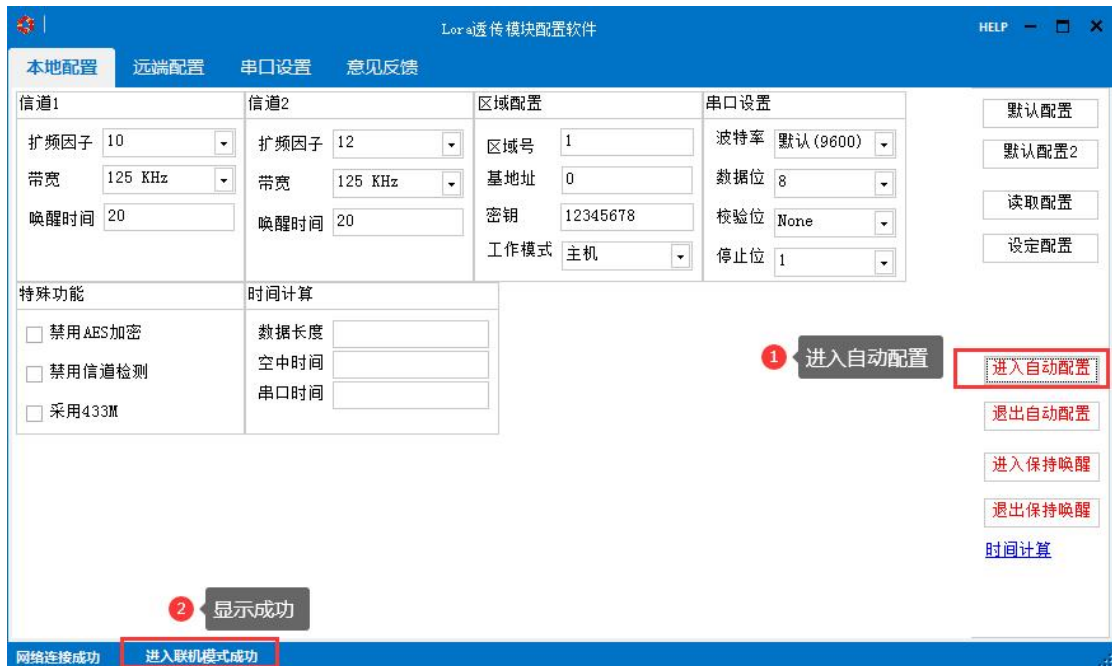 Lora透传模块配置软件
HELP
本地配置 远端配置 串口设置 意见反馈
信道1
扩频因子 10
带宽 125 KHz
唤醒时间 20
信道2
扩频因子 12
带宽 125 KHz
唤醒时间 20
区域配置
区域号 1
基地址 0
密钥 12345678
工作模式 主机
串口设置
波特率 默认(9600)
数据位 8
校验位 None
停止位 1
默认配置
默认配置2
读取配置
设定配置
特殊功能
禁用AES加密
禁用信道检测
采用433M
时间计算
数据长度
空中时间
串口时间
1 进入自动配置
进入自动配置
退出自动配置
进入保持唤醒
退出保持唤醒
时间计算
2 显示成功
网络连接成功 进入联机模式成功